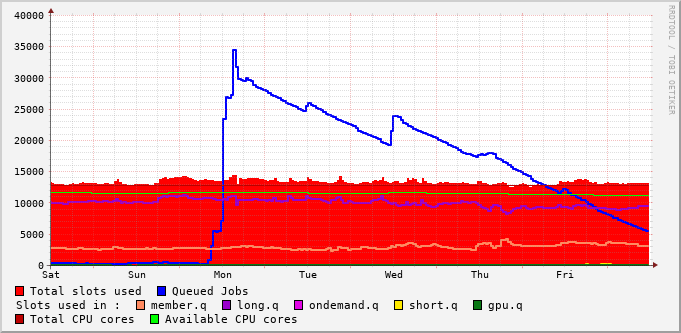 40000
35000
30000
25000
20000
15000
10000
5000
0
Sat Sun Mon Tue Wed Thu Fri
RRDTOOL / TOBI OETIKER
Total slots used Queued Jobs
Slots used in : member.q long.q ondemand.q short.q gpu.q
Total CPU cores Available CPU cores